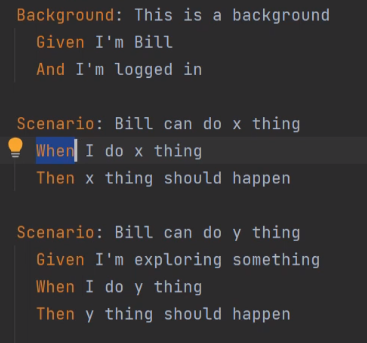 Background: This is a background
Given I'm Bill
And I'm logged in
Scenario: Bill can do x thing
When I do x thing
Then x thing should happen
Scenario: Bill can do y thing
Given I'm exploring something
When I do y thing
Then y thing should happen